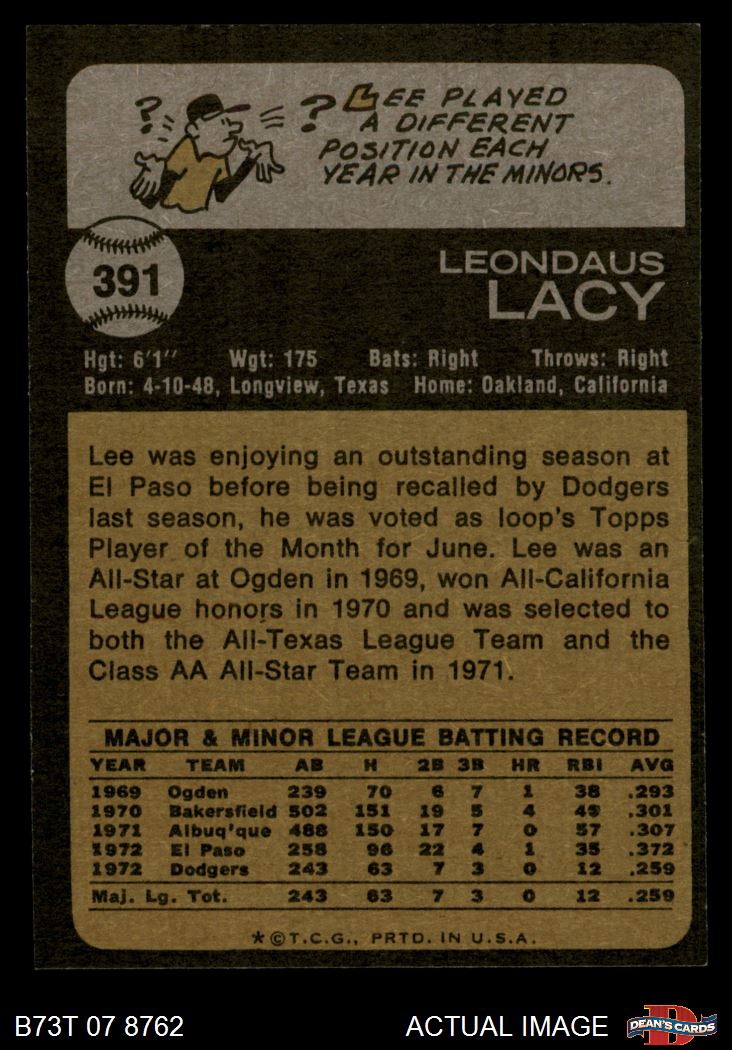 ? ? LEE PLAYED
A DIFFERENT
POSITION EACH
YEAR IN THE MINORS.
391
LEONDAUS
LACY
Hgt: 6'1" Wgt: 175 Bats: Right Throws: Right
Born: 4-10-48, Longview, Texas Home: Oakland, California
Lee was enjoying an outstanding season at
El Paso before being recalled by Dodgers
last season, he was voted as loop's Topps
Player of the Month for June. Lee was an
All-Star at Ogden in 1969, won All-California
League honors in 1970 and was selected to
both the All-Texas League Team and the
Class AA All-Star Team in 1971.
MAJOR & MINOR LEAGUE BATTING RECORD
YEAR TEAM AB H 2B 3B HR RBI AVG
1969 Ogden 239 70 6 7 1 38 .293
1970 Bakersfield 502 151 19 5 4 49 .301
1971 Albuq'que 488 150 17 7 0 57 .307
1972 El Paso 258 96 22 4 1 35 .372
1972 Dodgers 243 63 7 3 0 12 .259
Maj. Lg. Tot. 243 63 7 3 0 12 .259
*©T.C.G., PRTD. IN U.S.A.
B73T 07 8762 ACTUAL IMAGE D DEAN'S CARDS